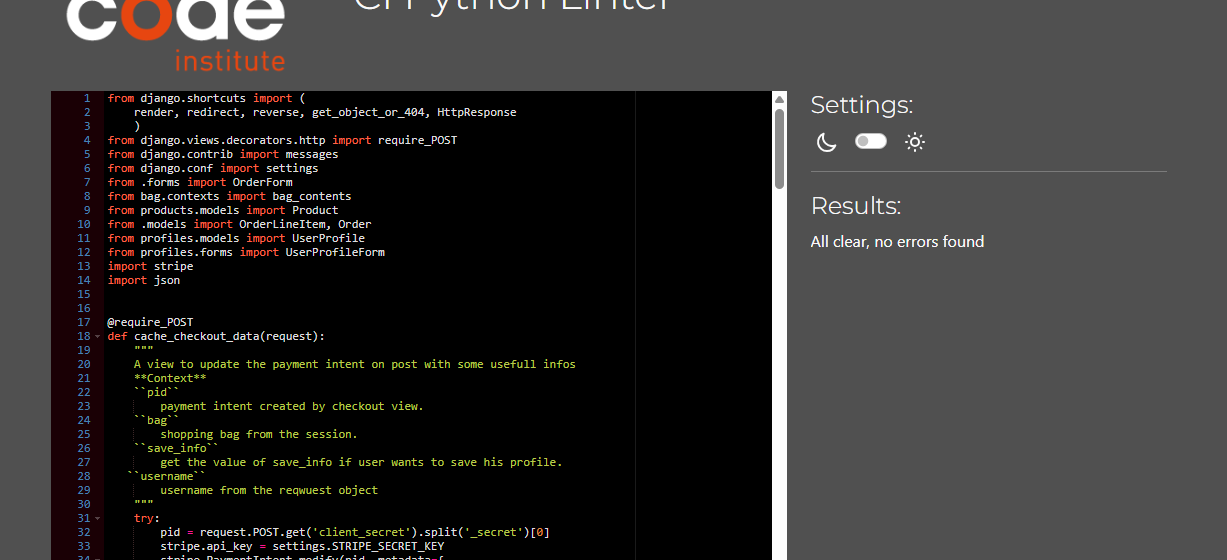 code
institute
CI Python Linter
1 from django.shortcuts import (
2 render, redirect, reverse, get_object_or_404, HttpResponse
3 )
4 from django.views.decorators.http import require_POST
5 from django.contrib import messages
6 from django.conf import settings
7 from .forms import OrderForm
8 from bag.contexts import bag_contents
9 from products.models import Product
10 from .models import OrderLineItem, Order
11 from profiles.models import UserProfile
12 from profiles.forms import UserProfileForm
13 import stripe
14 import json
15
16
17 @require_POST
18 def cache_checkout_data(request):
19 """
20 A view to update the payment intent on post with some usefull infos
21 **Context**
22 ``pid``
23 payment intent created by checkout view.
24 ``bag``
25 shopping bag from the session.
26 ``save_info``
27 get the value of save_info if user wants to save his profile.
28 ``username``
29 username from the reqwuest object
30 """
31 try:
32 pid = request.POST.get('client_secret').split('_secret')[0]
33 stripe.api_key = settings.STRIPE_SECRET_KEY
34 stripe.PaymentIntent.modify(pid, metadata={
Settings:
Results:
All clear, no errors found